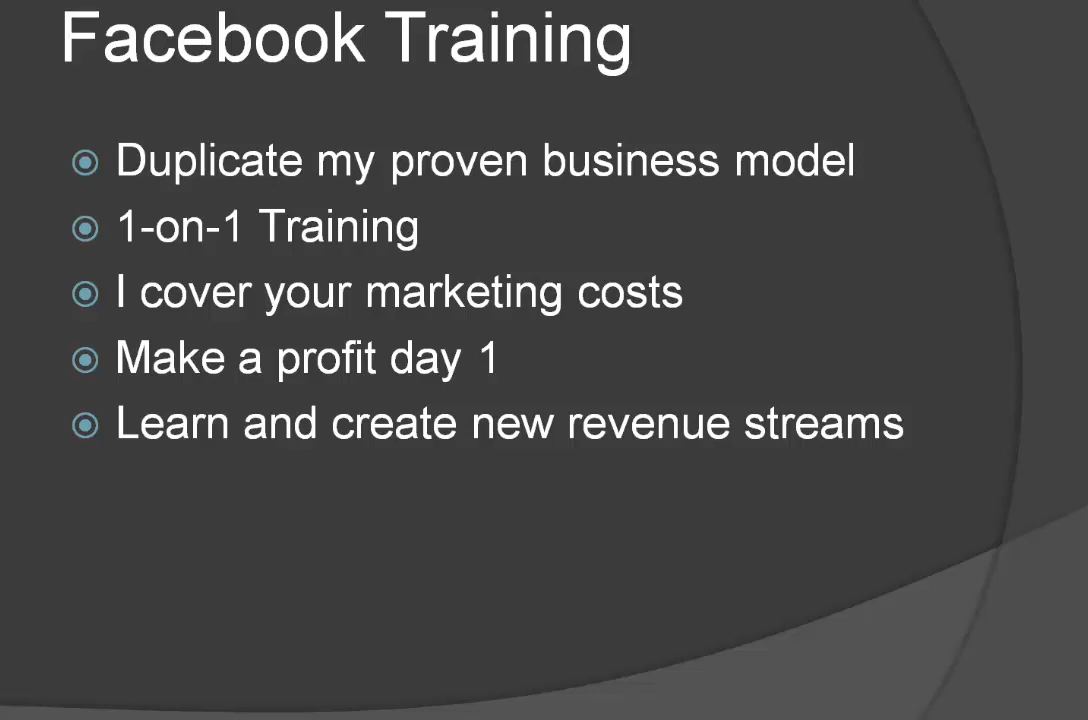 Facebook Training
Duplicate my proven business model
1-on-1 Training
I cover your marketing costs
Make a profit day 1
Learn and create new revenue streams